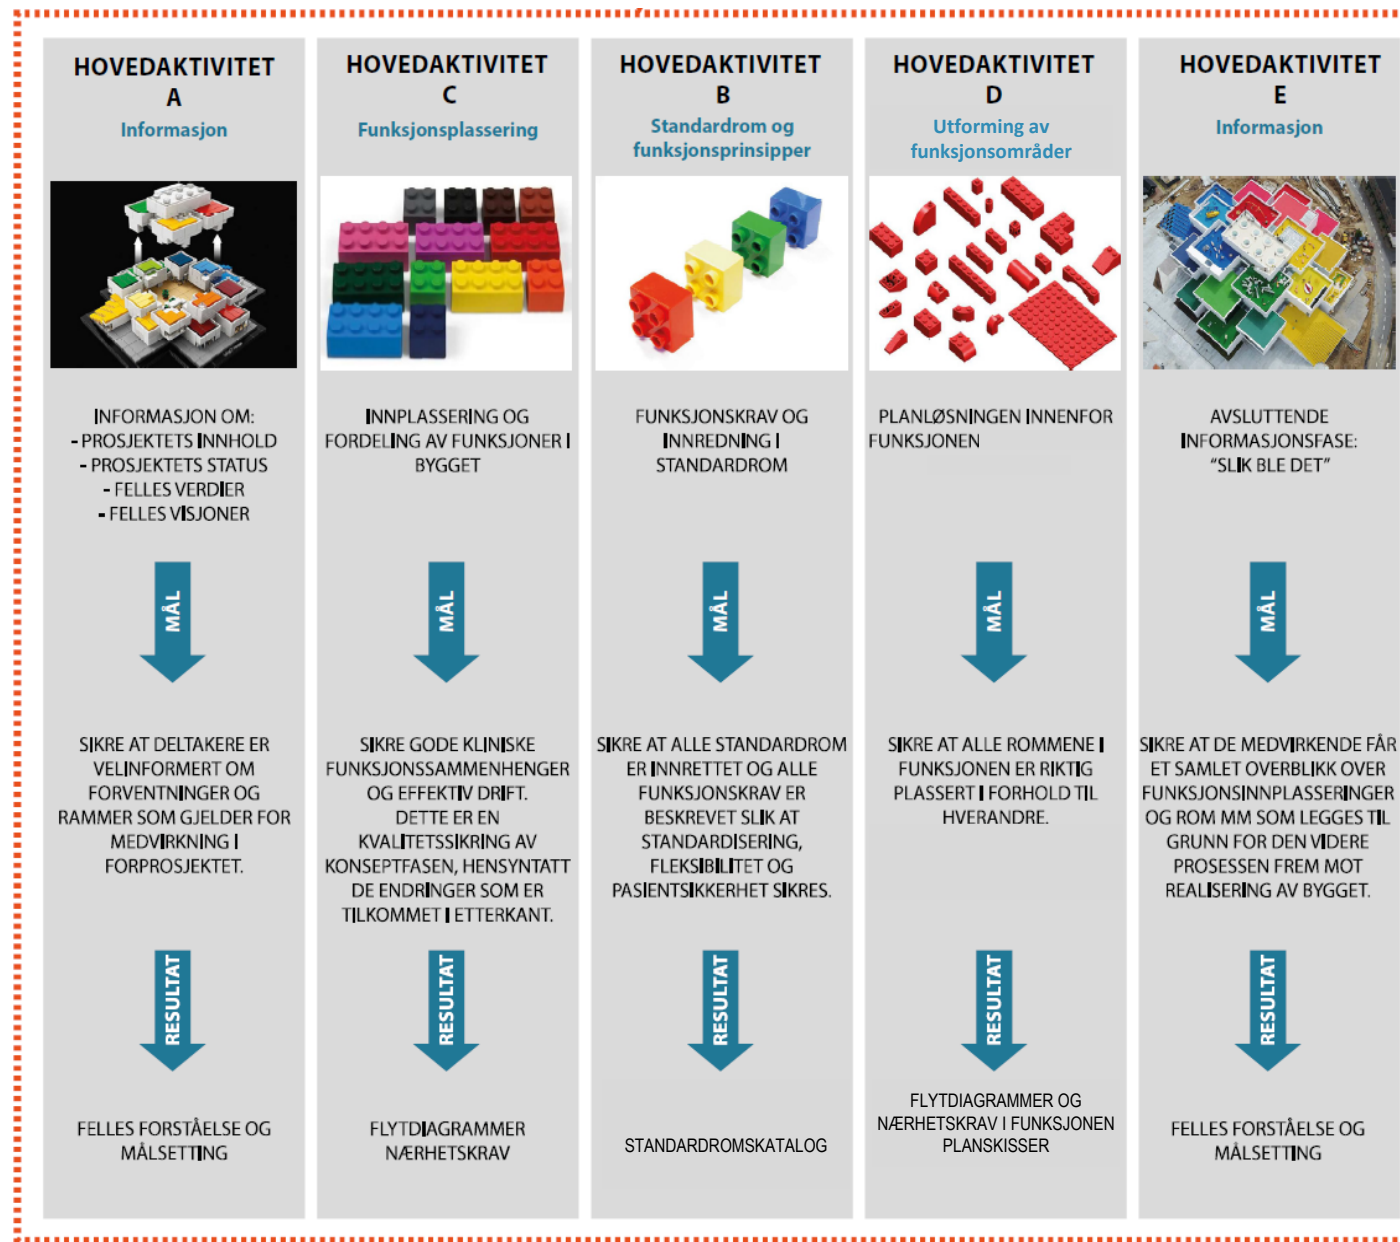 HOVEDAKTIVITET
A
Informasjon
INFORMASJON OM:
- PROSJEKTETS INNHOLD
- PROSJEKTETS STATUS
- FELLES VERDIER
- FELLES VISJONER
MÅL
SIKRE AT DELTAKERE ER
VELINFORMERT OM
FORVENTNINGER OG
RAMMER SOM GJELDER FOR
MEDVIRKNING I
FORPROSJEKTET.
RESULTAT
FELLES FORSTÅELSE OG
MÅLSETTING
HOVEDAKTIVITET
C
Funksjonsplassering
INNPLASSERING OG
FORDELING AV FUNKSJONER I
BYGGET
MÅL
SIKRE GODE KLINISKE
FUNKSJONSSAMMENHENGER
OG EFFEKTIV DRIFT.
DETTE ER EN
KVALITETSSIKRING AV
KONSEPTFASEN, HENSYNTATT
DE ENDRINGER SOM ER
TILKOMMET I ETTERKANT.
RESULTAT
FLYTDIAGRAMMER
NÆRHETSKRAV
HOVEDAKTIVITET
B
Standardrom og
funksjonsprinsipper
FUNKSJONSKRAV OG
INNREDNING I
STANDARDROM
MÅL
SIKRE AT ALLE STANDARDROM
ER INNRETTET OG ALLE
FUNKSJONSKRAV ER
BESKREVET SLIK AT
STANDARDISERING,
FLEKSIBILITET OG
PASIENTSIKKERHET SIKRES.
RESULTAT
STANDARDROMSKATALOG
HOVEDAKTIVITET
D
Utforming av
funksjonsområder
PLANLØSNINGEN INNENFOR
FUNKSJONEN
MÅL
SIKRE AT ALLE ROMMENE I
FUNKSJONEN ER RIKTIG
PLASSERT I FORHOLD TIL
HVERANDRE.
RESULTAT
FLYTDIAGRAMMER OG
NÆRHETSKRAV I FUNKSJONEN
PLANSKISSER
HOVEDAKTIVITET
E
Informasjon
AVSLUTTENDE
INFORMASJONSFASE:
"SLIK BLE DET"
MÅL
SIKRE AT DE MEDVIRKENDE FÅR
ET SAMLET OVERBLIKK OVER
FUNKSJONSINNPLASSERINGER
OG ROM MM SOM LEGGES TIL
GRUNN FOR DEN VIDERE
PROSESSEN FREM MOT
REALISERING AV BYGGET.
RESULTAT
FELLES FORSTÅELSE OG
MÅLSETTING